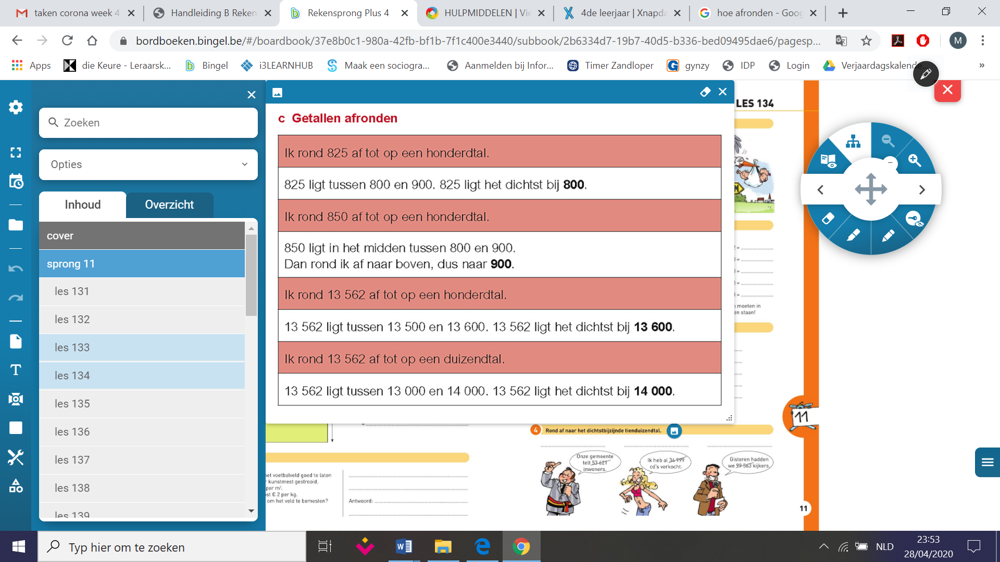 taken corona week 4
Handleiding B Reken
Rekensprong Plus 4
HULPMIDDELEN | Vie
4de leerjaar | Xnapda
hoe afronden - Goog
bordboeken.bingel.be/#/boardbook/37e8b0c1-980a-42fb-bf1b-7f1c400e3440/subbook/2b6334d7-19b7-40d5-b336-bed09495dae6/pagesp...
M
Apps
die Keure - Leraarsk...
Bingel
i3LEARNHUB
Maak een sociogra...
Aanmelden bij Infor...
Timer Zandloper
gynzy
IDP
Login
Verjaardagskalende...
»
Zoeken
Opties
Inhoud
Overzicht
cover
sprong 11
les 131
les 132
les 133
les 134
les 135
les 136
les 137
les 138
les 139
c Getallen afronden
Ik rond 825 af tot op een honderdtal.
825 ligt tussen 800 en 900. 825 ligt het dichtst bij 800.
Ik rond 850 af tot op een honderdtal.
850 ligt in het midden tussen 800 en 900.
Dan rond ik af naar boven, dus naar 900.
Ik rond 13 562 af tot op een honderdtal.
13 562 ligt tussen 13 500 en 13 600. 13 562 ligt het dichtst bij 13 600.
Ik rond 13 562 af tot op een duizendtal.
13 562 ligt tussen 13 000 en 14 000. 13 562 ligt het dichtst bij 14 000.
LES 134
moeten in
en staan!
11
4 Rond af naar het dichtstbijzijnde tienduizendtal.
Onze gemeente
telt 53 621
inwoners.
Ik heb al 34 999
cd's verkocht.
Gisteren hadden
we 99 563 kijkers.
net voetbalveld goed te laten
kunstmest gestrooid.
per m².
st € 2 per kg.
om het veld te bemesten?
Antwoord:
11
Typ hier om te zoeken
NLD
23:53
28/04/2020